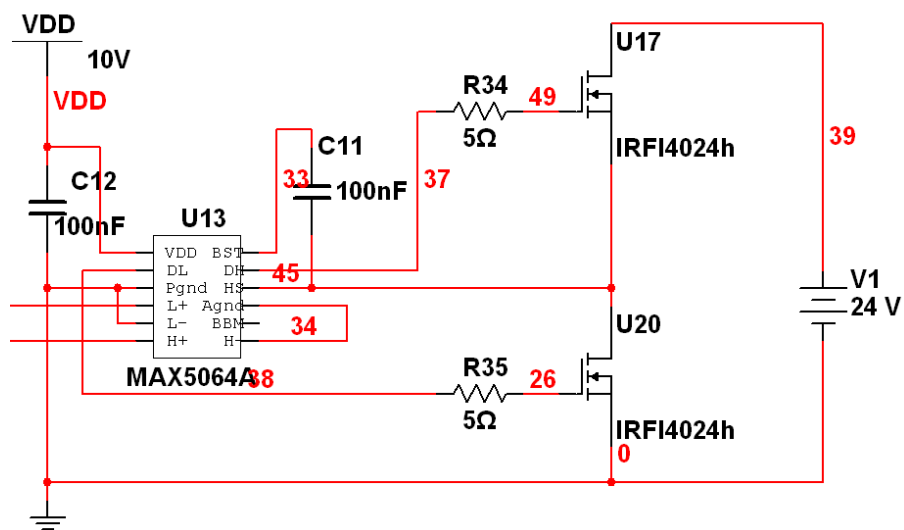 VDD
10V
VDD
C12
100nF
U13
C11
100nF
33
37
R34
5Ω
49
U17
IRFI4024h
39
VDD BST
DL DH
Pgnd HS
L+ Agnd
L- BBM
H+ H-
45
34
MAX5064A
38
R35
5Ω
26
U20
IRFI4024h
0
V1
24 V